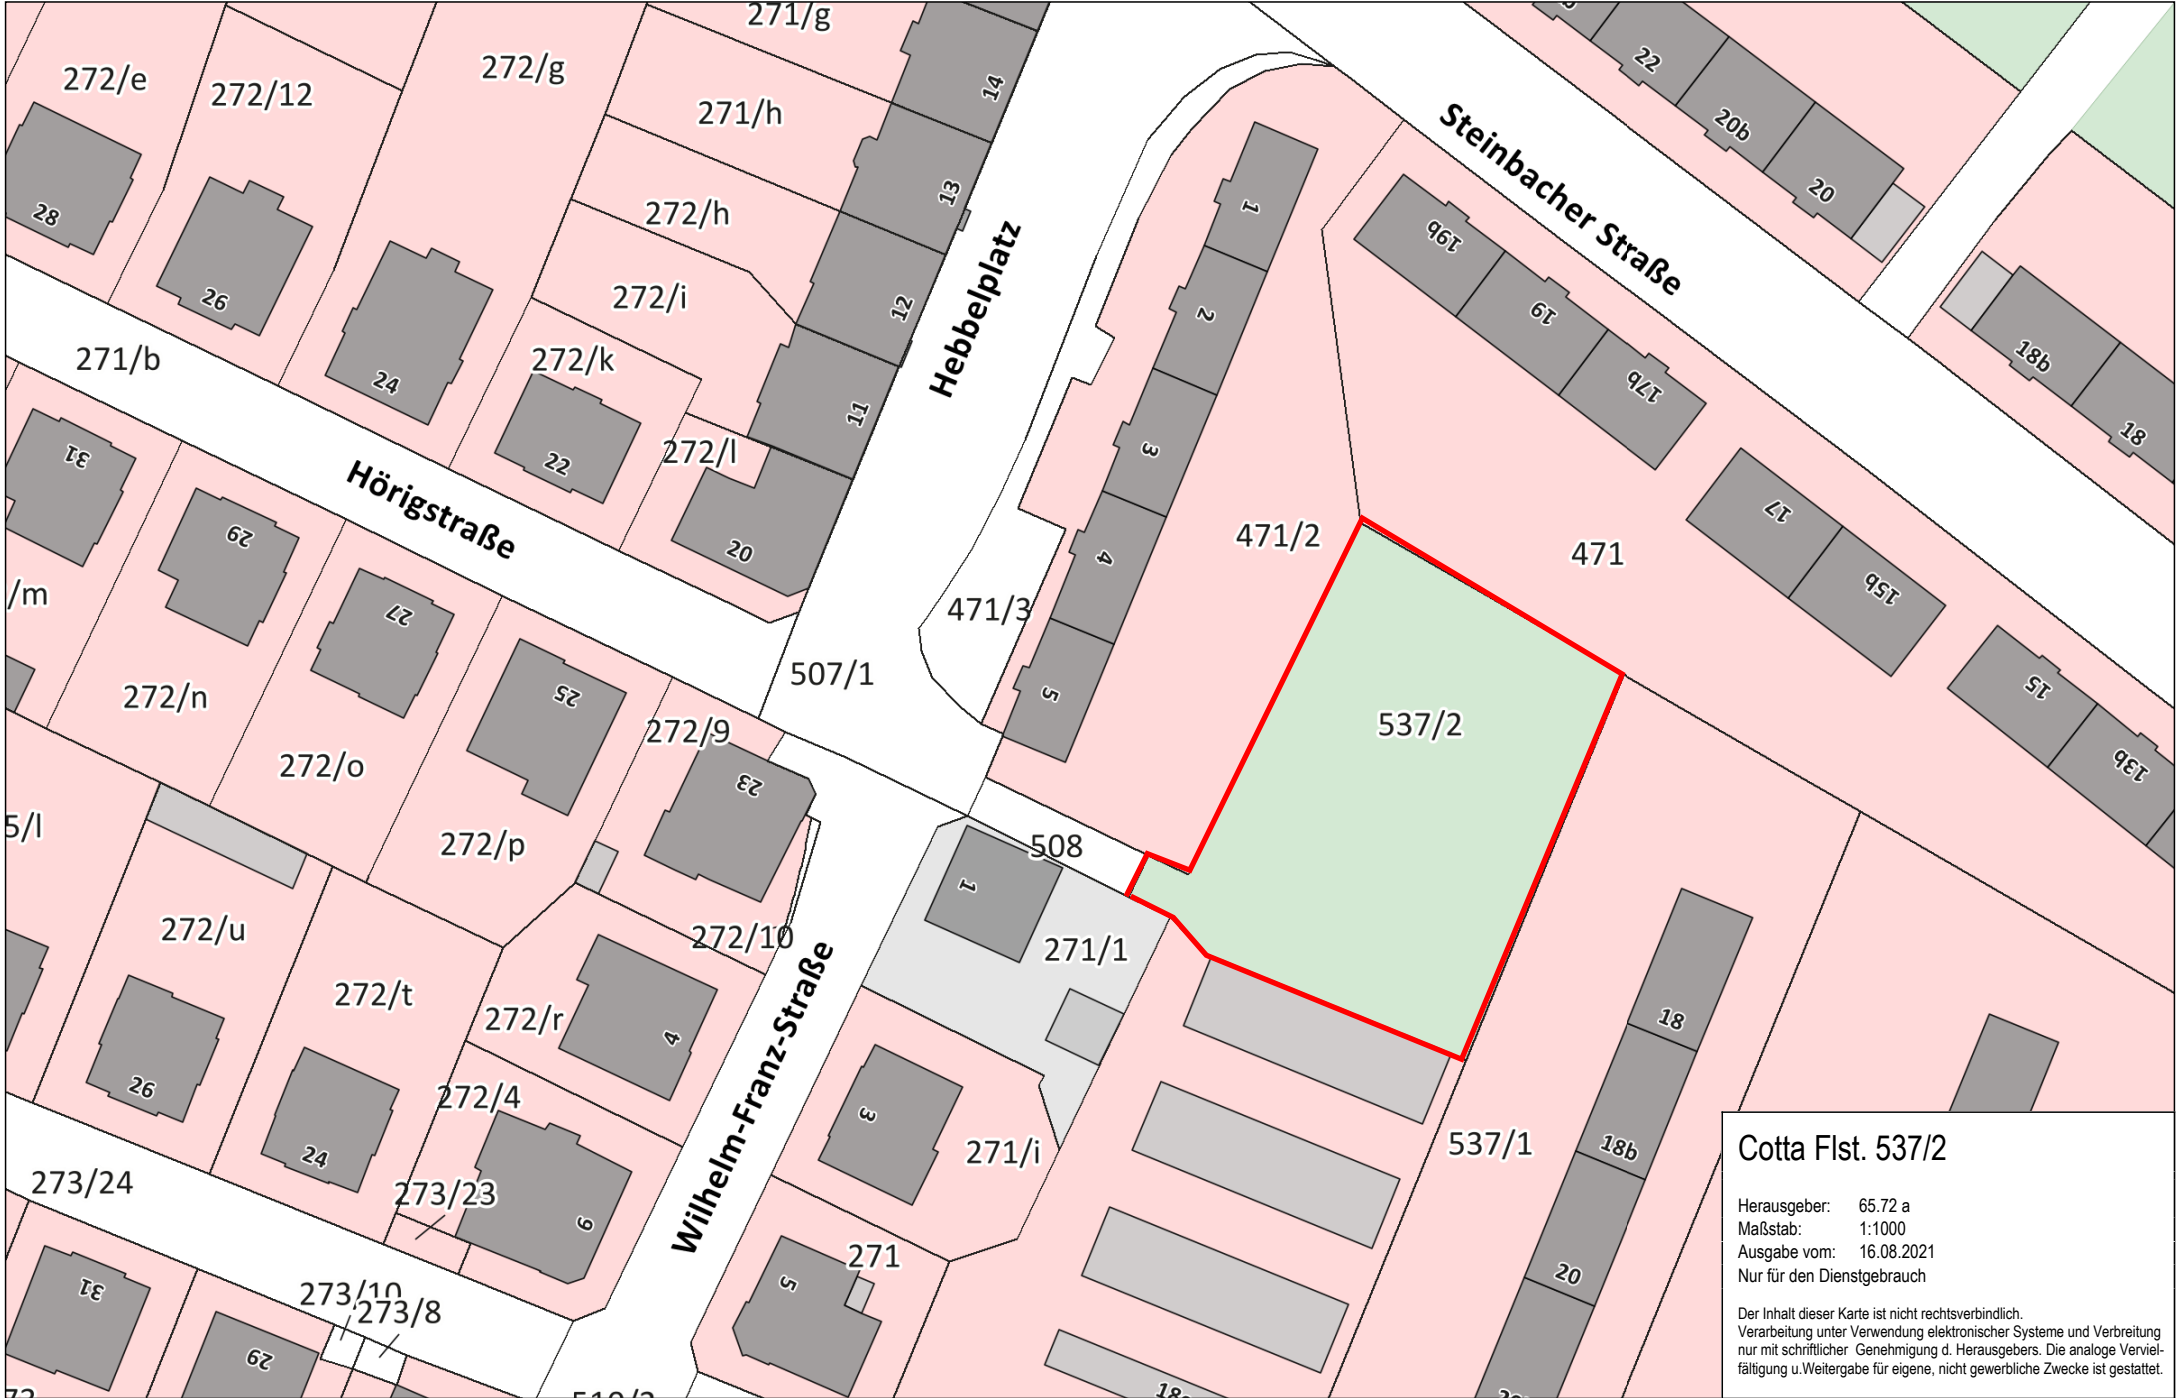 271/g
272/e
272/12
272/g
271/h
14
22
20b
20
Steinbacher Straße
28
26
272/h
13
1
19b
19
17b
272/i
12
2
Hebbelplatz
271/b
24
272/k
22
11
3
18b
18
31
Hörigstraße
272/l
20
29
471/2
471
17
15b
4
/m
27
471/3
507/1
5
15
13b
272/n
25
272/9
537/2
272/o
23
5/l
272/p
508
1
272/u
272/10
271/1
272/t
272/r
4
Wilhelm-Franz-Straße
18
26
272/4
3
24
271/i
537/1
18b
273/24
273/23
9
271
20
31
273/10
273/8
5
29
Cotta Flst. 537/2
Herausgeber: 65.72 a
Maßstab: 1:1000
Ausgabe vom: 16.08.2021
Nur für den Dienstgebrauch
Der Inhalt dieser Karte ist nicht rechtsverbindlich.
Verarbeitung unter Verwendung elektronischer Systeme und Verbreitung
nur mit schriftlicher Genehmigung d. Herausgebers. Die analoge Verviel-
fältigung u.Weitergabe für eigene, nicht gewerbliche Zwecke ist gestattet.